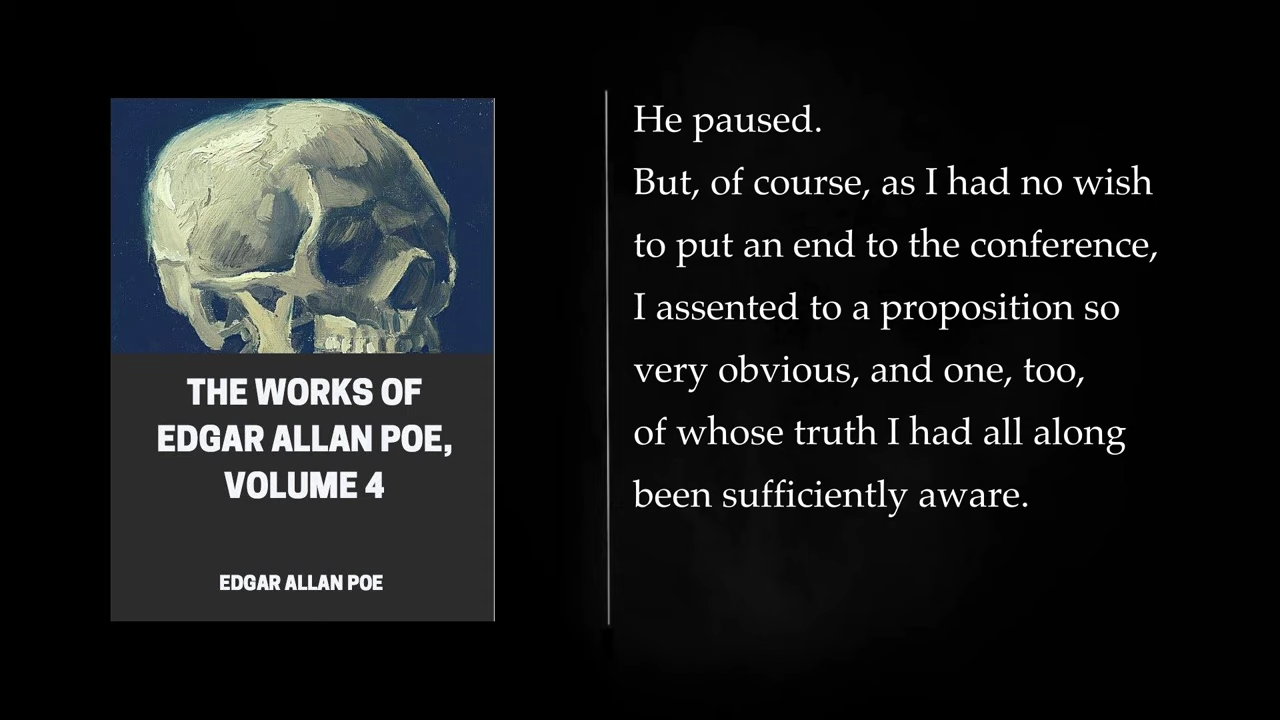 THE WORKS OF
EDGAR ALLAN POE,
VOLUME 4
EDGAR ALLAN POE
He paused.
But, of course, as I had no wish
to put an end to the conference,
I assented to a proposition so
very obvious, and one, too,
of whose truth I had all along
been sufficiently aware.